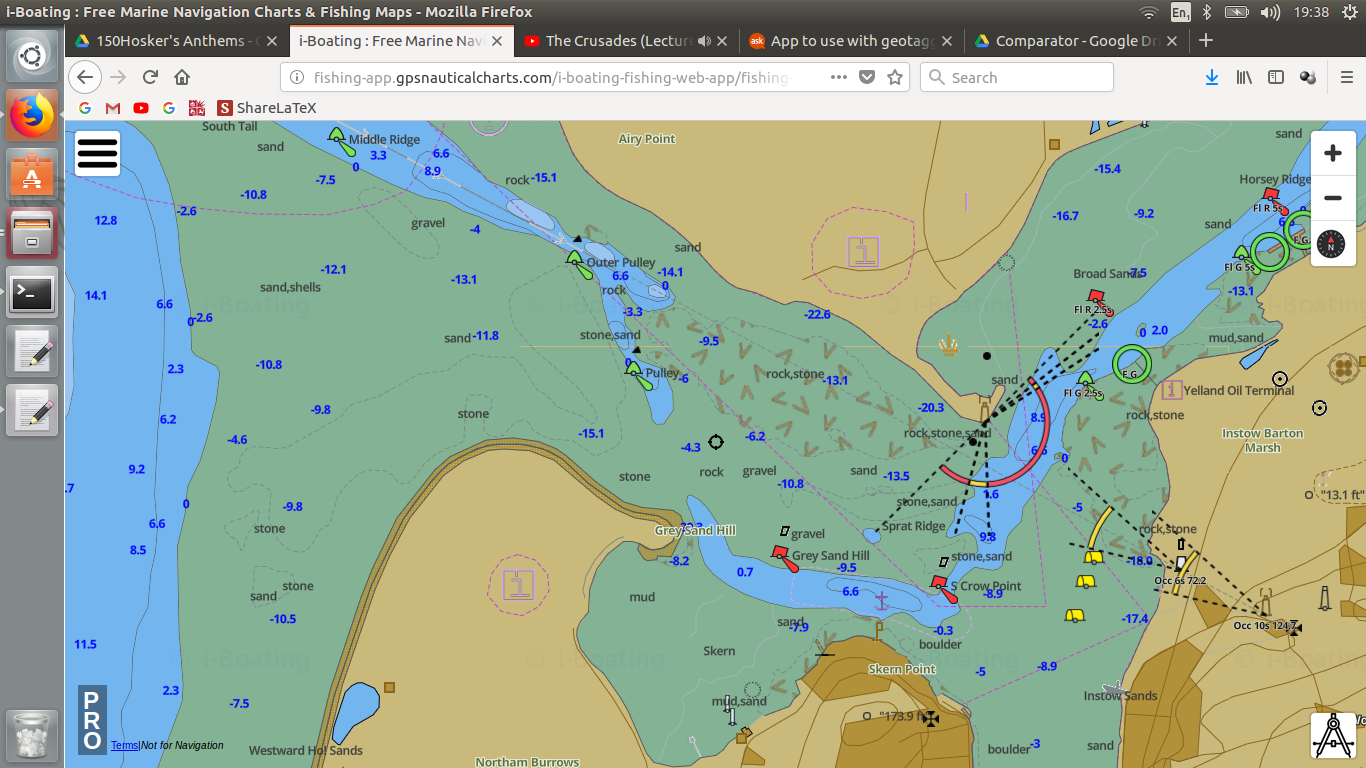 i-Boating : Free Marine Navigation Charts & Fishing Maps - Mozilla Firefox
En1
19:38
150Hosker's Anthems - G
i-Boating : Free Marine Navi
The Crusades (Lectur
ask
App to use with geotagg
Comparator - Google Dri
fishing-app.gpsnauticalcharts.com/i-boating-fishing-web-app/fishing-
Search
ShareLaTeX
South Tail
sand
Middle Ridge
3.3
6.6
8.9
0
-7.5
-10.8
-2.6
12.8
Airy Point
rock
-15.1
gravel
-4
sand
-15.4
Horsey Ridge
Fl R 5s
-16.7
-9.2
sand
F G
Fl G 5s
-12.1
sand,shells
-13.1
Outer Pulley
6.6
rock
-14.1
0
sand
Broad Sands
-7.5
-13.1
14.1
6.6
0
-2.6
i-Boating
-3.3
-22.6
Fl R 2.5s
-2.6
0
2.0
sand
-11.8
stone,sand
-9.5
mud,sand
2.3
-10.8
0
Pulley
-6
rock,stone
-13.1
sand
F G
Fl G 2.5s
Yelland Oil Terminal
6.2
-9.8
stone
-20.3
8.9
rock,stone
-4.6
-15.1
-4.3
-6.2
rock,stone,sand
0
Instow Barton
Marsh
9.2
stone
rock
gravel
sand
-13.5
.7
0
-9.8
-10.8
1.6
"13.1 ft"
6.6
stone
Grey Sand Hill
stone,sand
-5
8.5
gravel
Sprat Ridge
9.8
rock,stone
-8.2
0.7
Grey Sand Hill
-9.5
stone,sand
-18.0
stone
sand
mud
6.6
S Crow Point
-8.9
Occ 6s 72.2
-10.5
sand
-7.9
-0.3
-17.4
Occ 10s 124.7
11.5
Skern
boulder
Skern Point
-5
-8.9
© i-Boating
2.3
-7.5
mud,sand
"173.9 ft"
Instow Sands
PRO
Terms|Not for Navigation
Westward Ho! Sands
Northam Burrows
boulder
-3
sand